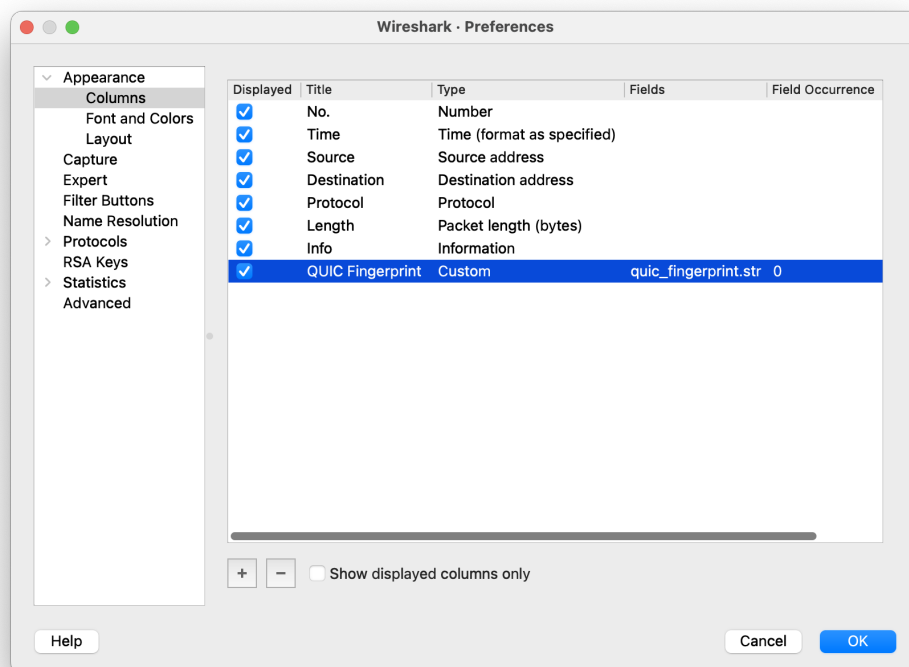 Wireshark · Preferences
Appearance
Columns
Font and Colors
Layout
Capture
Expert
Filter Buttons
Name Resolution
Protocols
RSA Keys
Statistics
Advanced
Displayed Title Type Fields Field Occurrence
No. Number
Time Time (format as specified)
Source Source address
Destination Destination address
Protocol Protocol
Length Packet length (bytes)
Info Information
QUIC Fingerprint Custom quic_fingerprint.str 0
+ − Show displayed columns only
Help Cancel OK